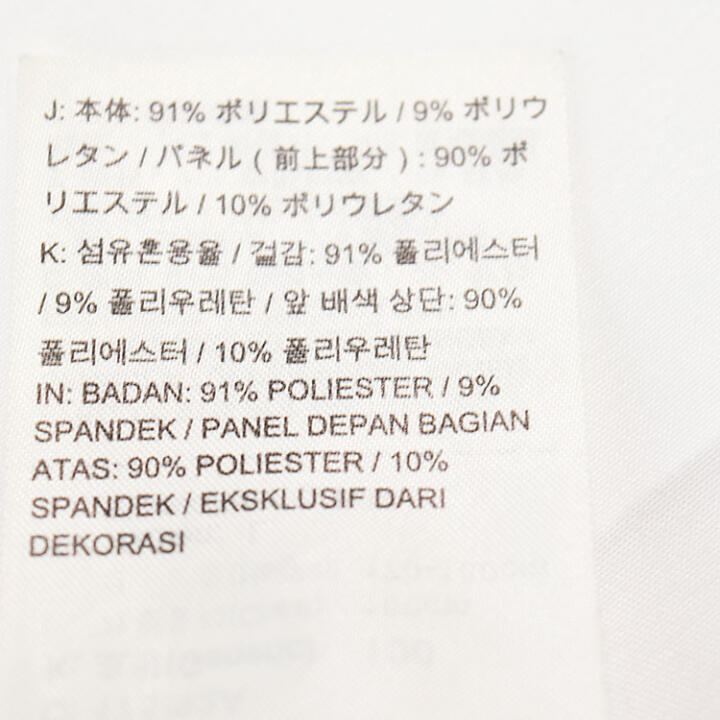 J: 本体: 91% ポリエステル / 9% ポリウ
レタン / パネル ( 前上部分 ) : 90% ポ
リエステル / 10% ポリウレタン
K: 섬유혼용율 / 겉감: 91% 폴리에스터
/ 9% 폴리우레탄 / 앞 배색 상단: 90%
폴리에스터 / 10% 폴리우레탄
IN: BADAN: 91% POLIESTER / 9%
SPANDEK / PANEL DEPAN BAGIAN
ATAS: 90% POLIESTER / 10%
SPANDEK / EKSKLUSIF DARI
DEKORASI